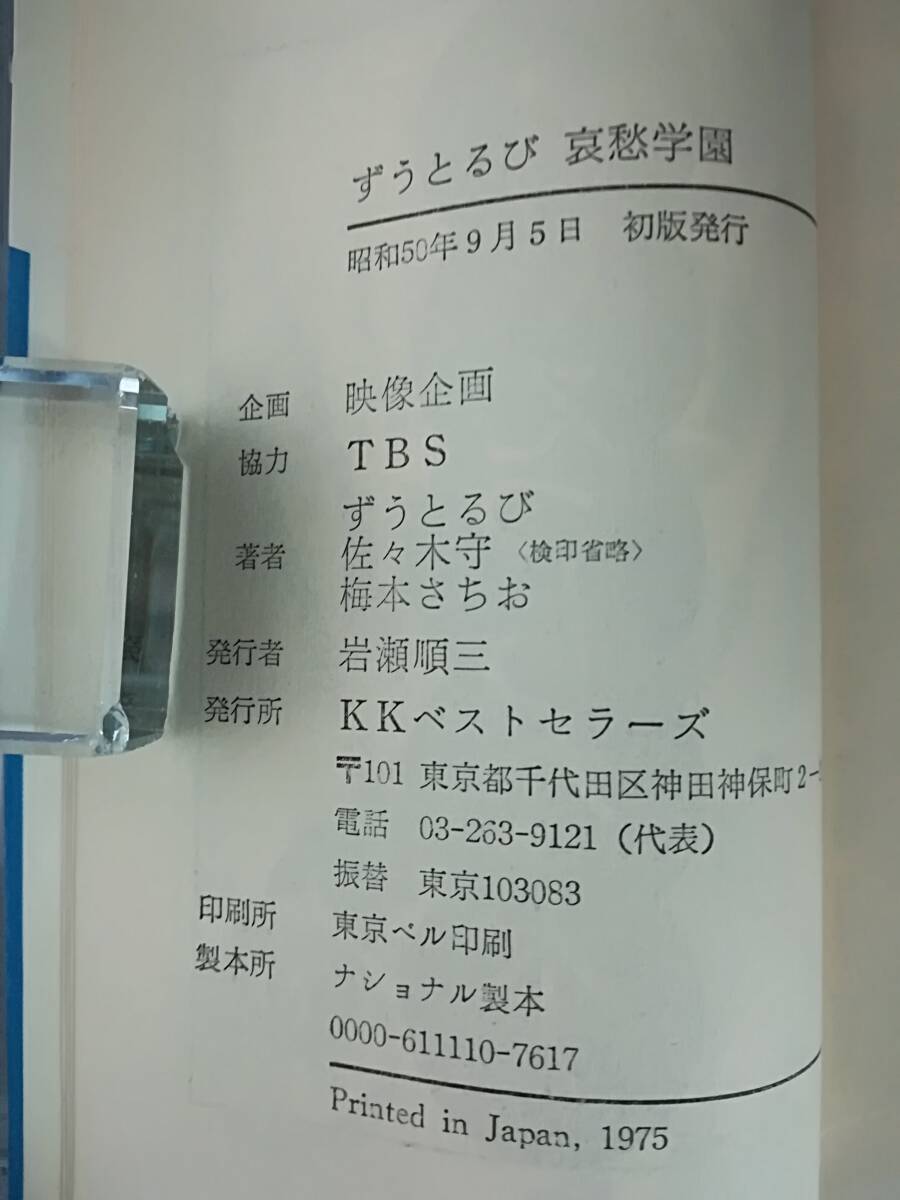 ずうとるび 哀愁学園
昭和50年9月5日 初版発行
企画 映像企画
協力 TBS
ずうとるび
著者 佐々木守 〈検印省略〉
梅本さちお
発行者 岩瀬順三
発行所 KKベストセラーズ
〒101 東京都千代田区神田神保町2-
電話 03-263-9121(代表)
振替 東京103083
印刷所 東京ベル印刷
製本所 ナショナル製本
0000-611110-7617
Printed in Japan, 1975